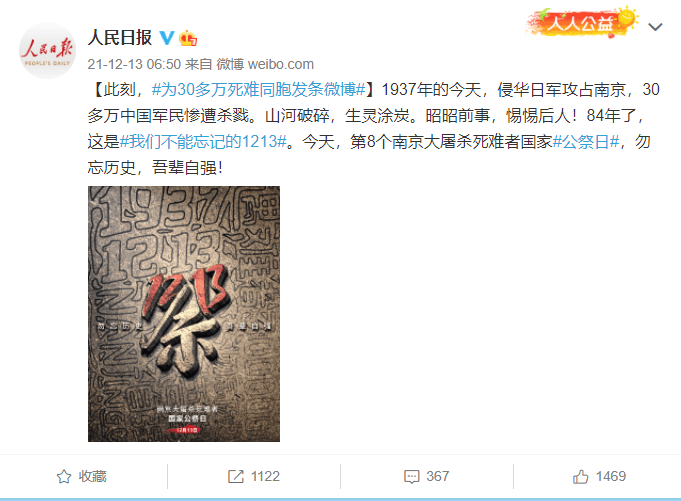 人民日报
PEOPLE'S DAILY
人民日报
人人公益
21-12-13 06:50 来自 微博 weibo.com
【此刻，#为30多万死难同胞发条微博#】1937年的今天，侵华日军攻占南京，30
多万中国军民惨遭杀戮。山河破碎，生灵涂炭。昭昭前事，惕惕后人！84年了，
这是#我们不能忘记的1213#。今天，第8个南京大屠杀死难者国家#公祭日#，勿
忘历史，吾辈自强！
1937
12·13
祭
勿忘历史 吾辈自强
南京大屠杀死难者
国家公祭日
12月13日
收藏 1122 367 1469